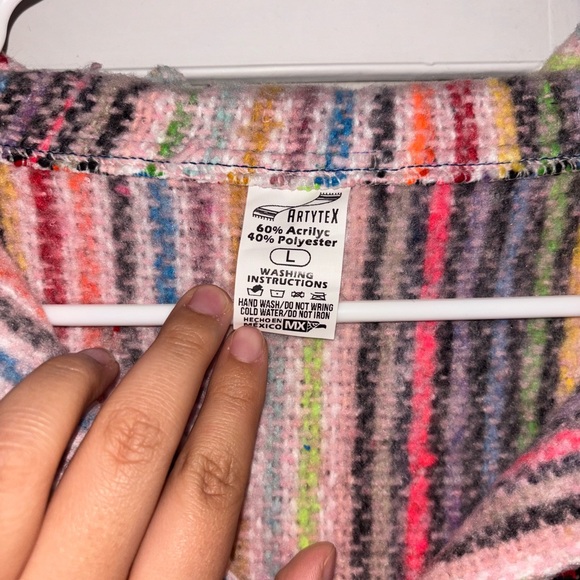 ARTYTEX
60% Acrilyc
40% Polyester
L
WASHING
INSTRUCTIONS
HAND WASH/DO NOT WRING
COLD WATER/DO NOT IRON
HECHO EN
MÉXICO MX